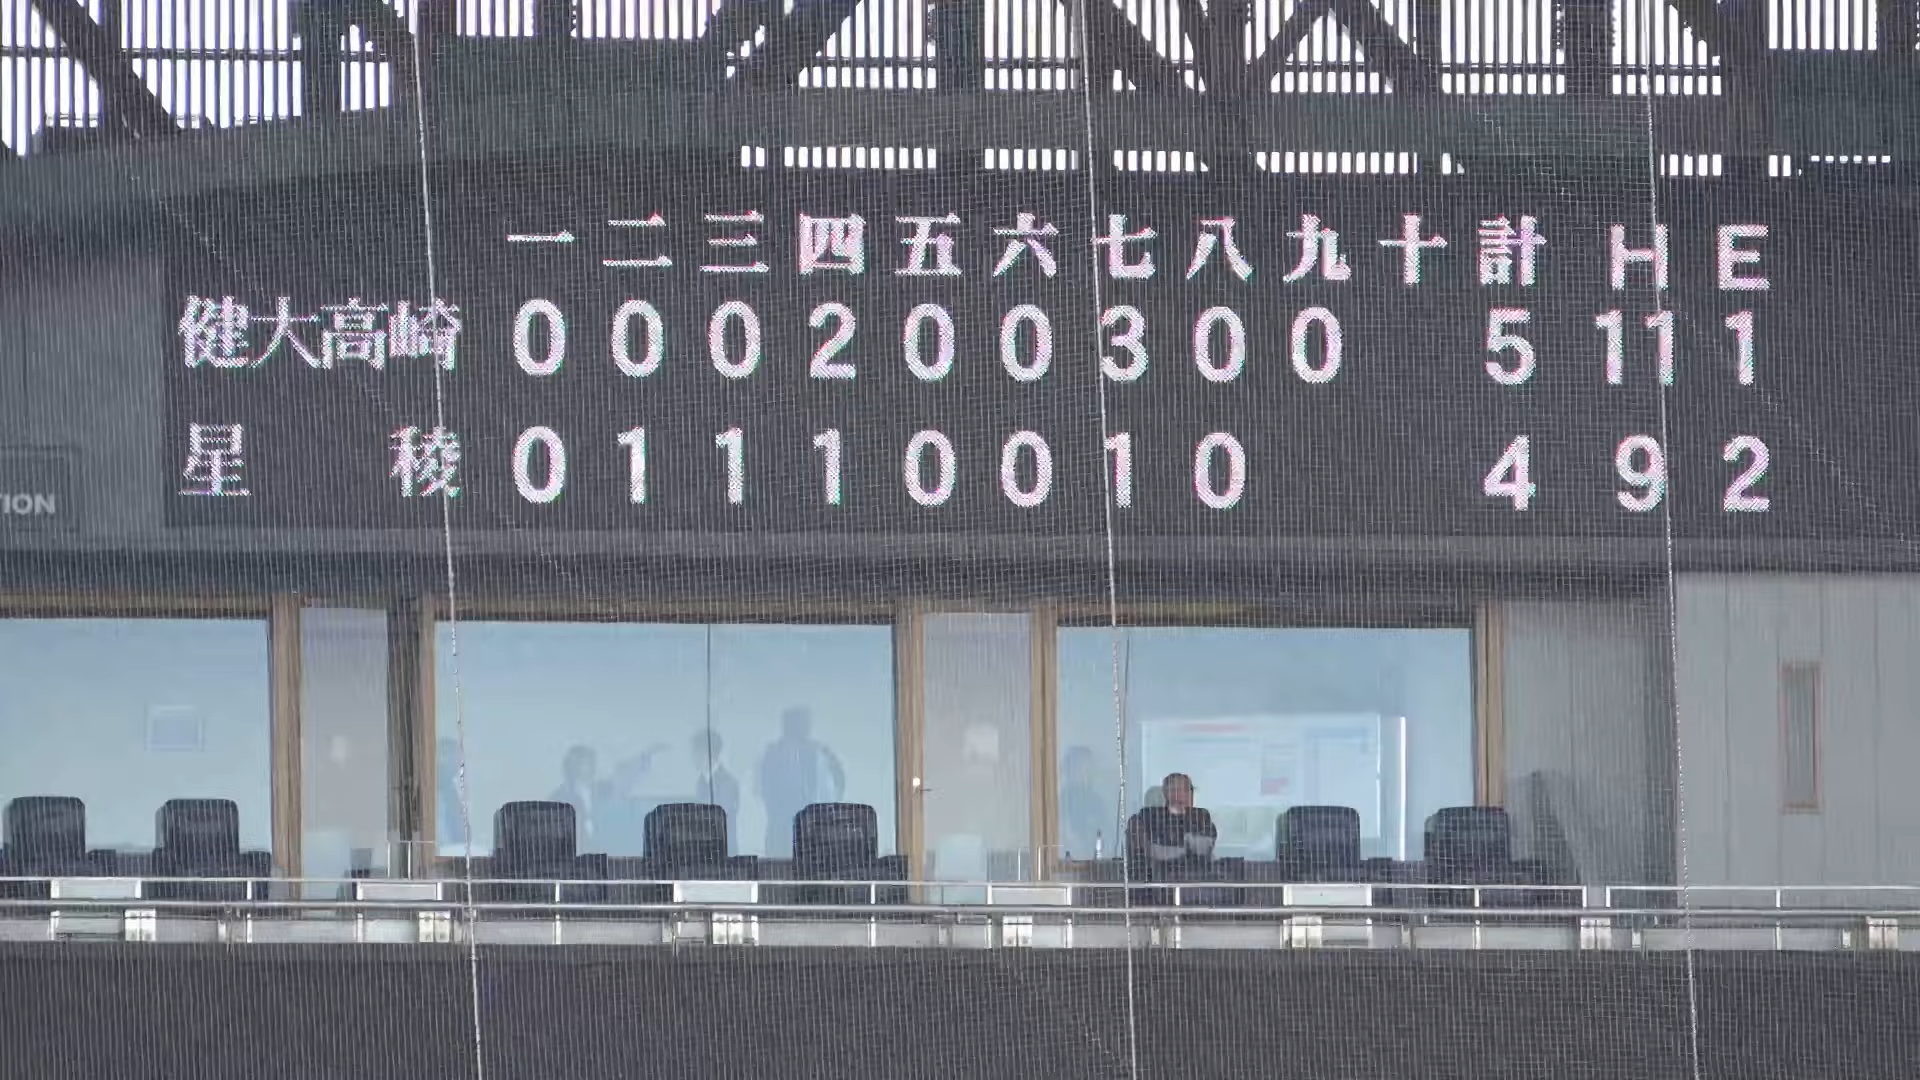 一 二 三 四 五 六 七 八 九 十 計 H E
健大高崎 0 0 0 2 0 0 3 0 0 5 11 1
星稜 0 1 1 1 0 0 1 0 4 9 2
TION